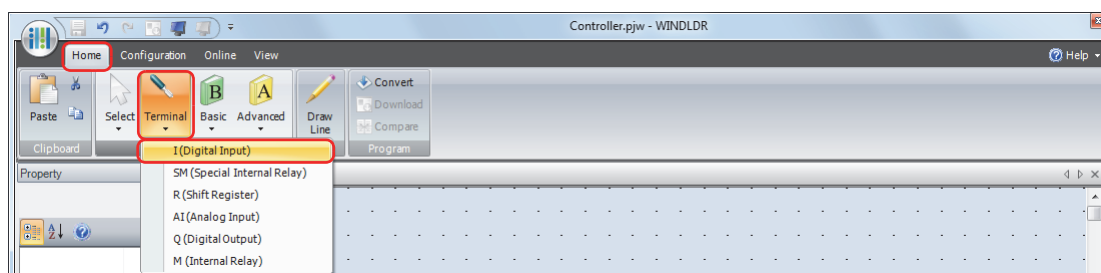 Controller.pjw - WINDLDR
Home Configuration Online View Help
Paste Select Terminal Basic Advanced Draw Line Convert
Download
Compare
Clipboard Program
I (Digital Input)
SM (Special Internal Relay)
R (Shift Register)
AI (Analog Input)
Q (Digital Output)
M (Internal Relay)
Property